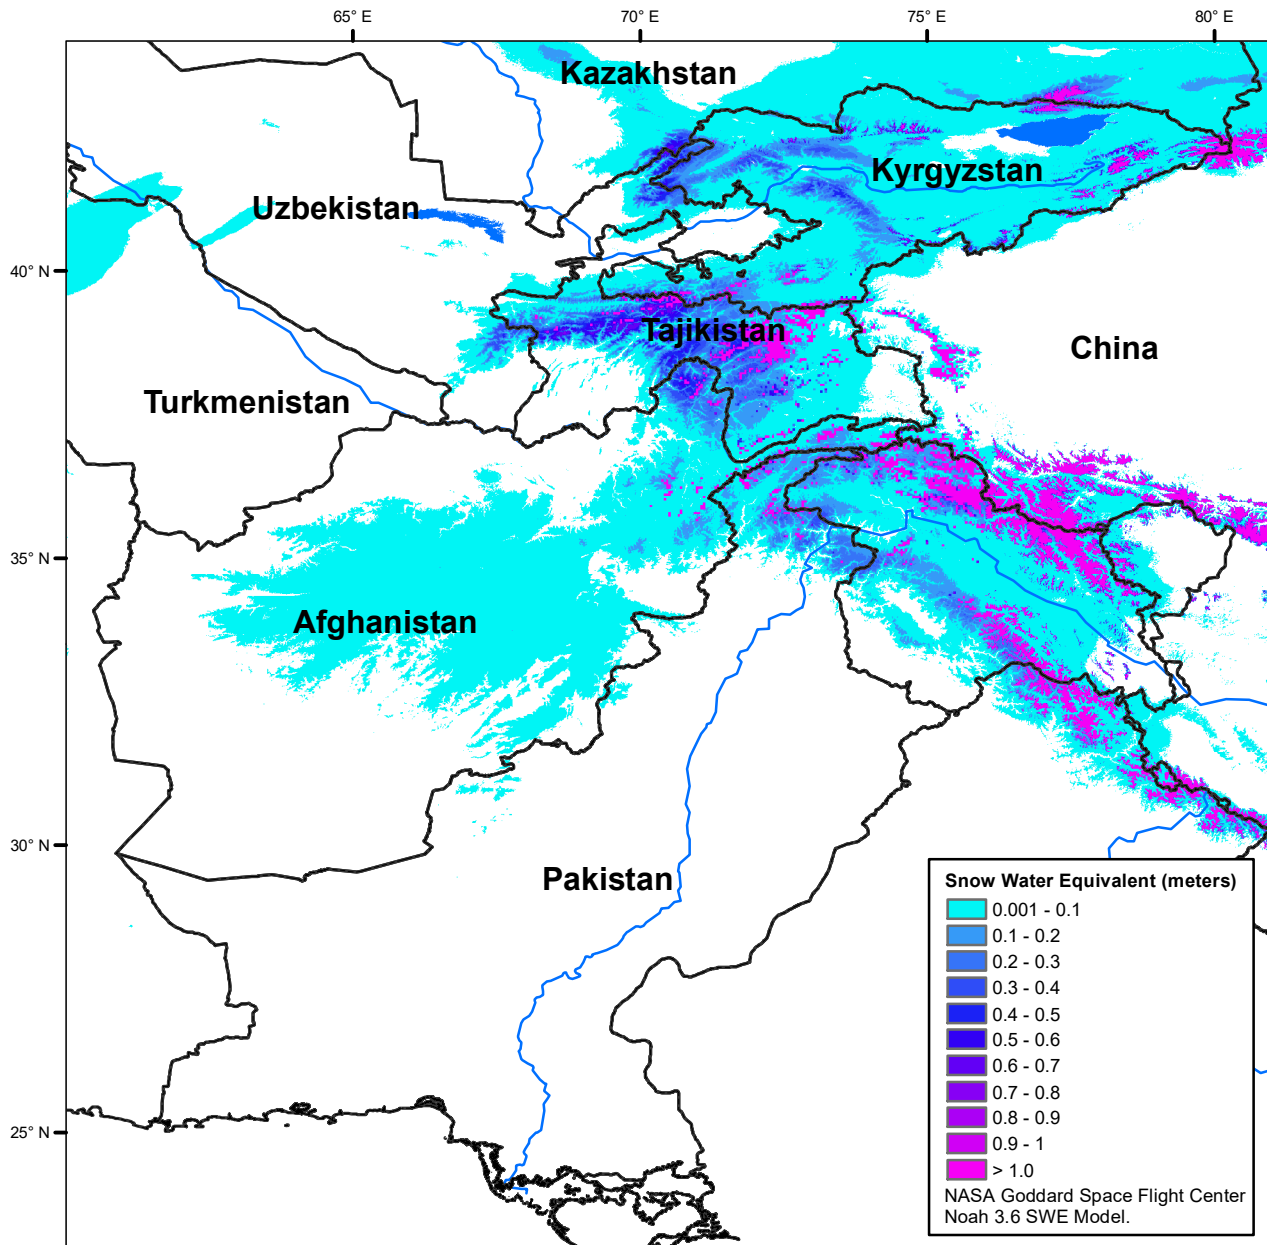 65° E
70° E
75° E
80° E
Kazakhstan
Kyrgyzstan
Uzbekistan
40° N
Tajikistan
China
Turkmenistan
35° N
Afghanistan
30° N
Pakistan
Snow Water Equivalent (meters)
0.001 - 0.1
0.1 - 0.2
0.2 - 0.3
0.3 - 0.4
0.4 - 0.5
0.5 - 0.6
0.6 - 0.7
0.7 - 0.8
0.8 - 0.9
0.9 - 1
> 1.0
25° N
NASA Goddard Space Flight Center
Noah 3.6 SWE Model.